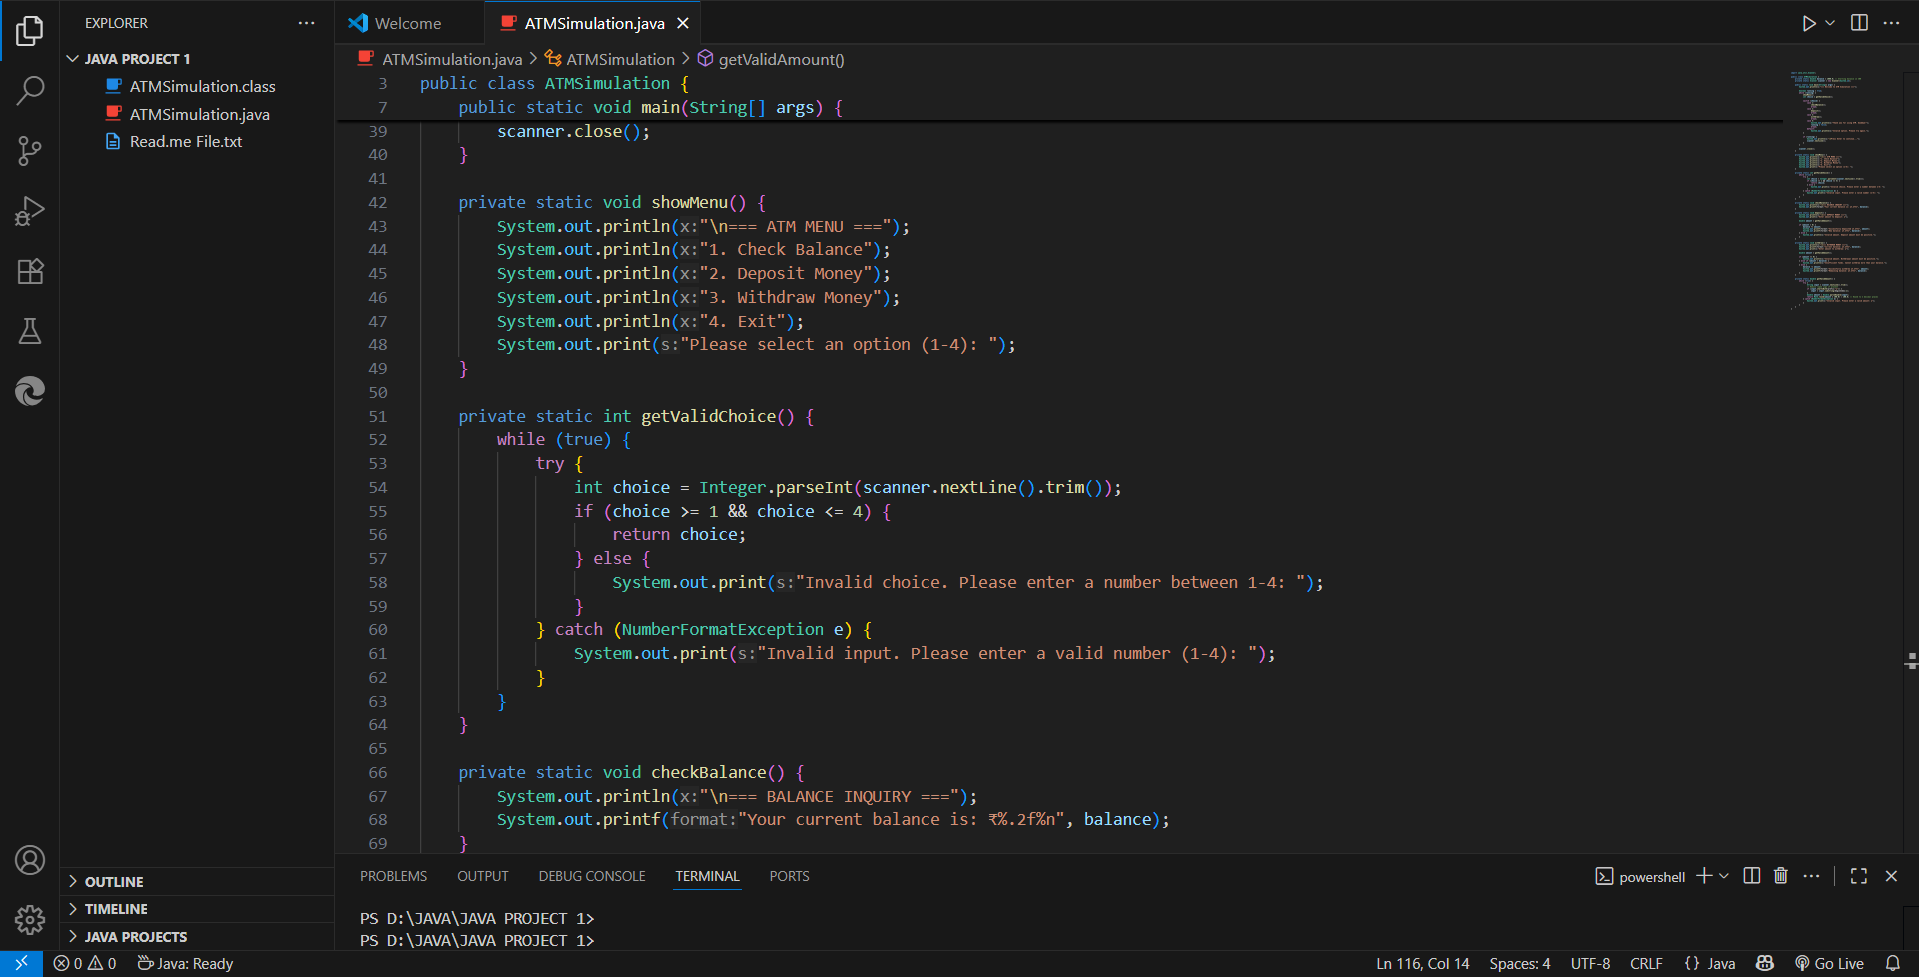 EXPLORER
JAVA PROJECT 1
ATMSimulation.class
ATMSimulation.java
Read.me File.txt
OUTLINE
TIMELINE
JAVA PROJECTS
Welcome
ATMSimulation.java
ATMSimulation.java > ATMSimulation > getValidAmount()
3 public class ATMSimulation {
7 public static void main(String[] args) {
39 scanner.close();
40 }
41
42 private static void showMenu() {
43 System.out.println(x:"\n=== ATM MENU ===");
44 System.out.println(x:"1. Check Balance");
45 System.out.println(x:"2. Deposit Money");
46 System.out.println(x:"3. Withdraw Money");
47 System.out.println(x:"4. Exit");
48 System.out.print(s:"Please select an option (1-4): ");
49 }
50
51 private static int getValidChoice() {
52 while (true) {
53 try {
54 int choice = Integer.parseInt(scanner.nextLine().trim());
55 if (choice >= 1 && choice <= 4) {
56 return choice;
57 } else {
58 System.out.print(s:"Invalid choice. Please enter a number between 1-4: ");
59 }
60 } catch (NumberFormatException e) {
61 System.out.print(s:"Invalid input. Please enter a valid number (1-4): ");
62 }
63 }
64 }
65
66 private static void checkBalance() {
67 System.out.println(x:"\n=== BALANCE INQUIRY ===");
68 System.out.printf(format:"Your current balance is: ₹%.2f%n", balance);
69 }
PROBLEMS OUTPUT DEBUG CONSOLE TERMINAL PORTS
powershell
PS D:\JAVA\JAVA PROJECT 1>
PS D:\JAVA\JAVA PROJECT 1>
0 0 Java: Ready
Ln 116, Col 14 Spaces: 4 UTF-8 CRLF {} Java Go Live